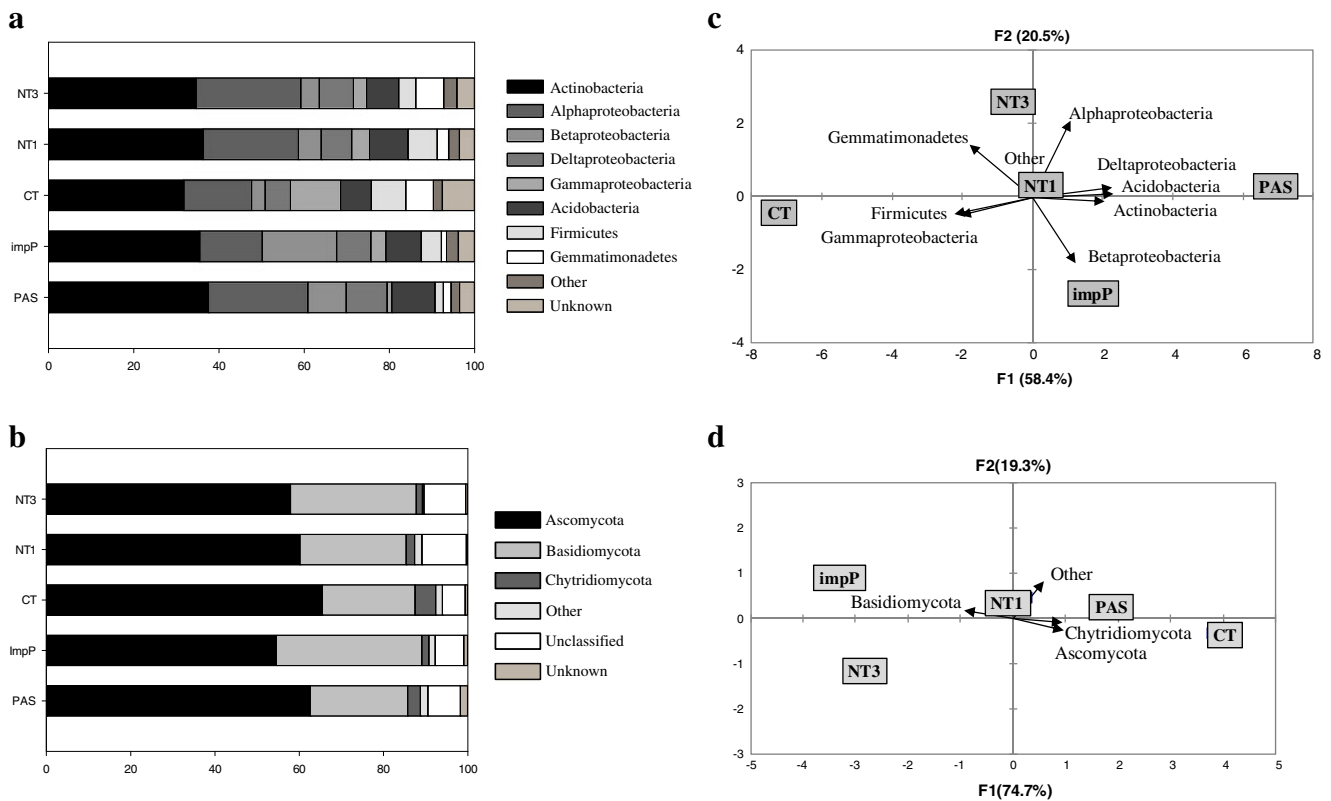 a
NT3
NT1
CT
impP
PAS
0 20 40 60 80 100
Actinobacteria
Alphaproteobacteria
Betaproteobacteria
Deltaproteobacteria
Gammaproteobacteria
Acidobacteria
Firmicutes
Gemmatimonadetes
Other
Unknown
c
F2 (20.5%)
4
2
0
-2
-4
NT3
Alphaproteobacteria
Gemmatimonadetes
Other
Deltaproteobacteria
NT1
Acidobacteria
PAS
CT
Firmicutes
Actinobacteria
Gammaproteobacteria
Betaproteobacteria
impP
-8 -6 -4 -2 0 2 4 6 8
F1 (58.4%)
b
NT3
NT1
CT
ImpP
PAS
0 20 40 60 80 100
Ascomycota
Basidiomycota
Chytridiomycota
Other
Unclassified
Unknown
d
F2(19.3%)
3
2
1
0
-1
-2
-3
impP
Other
Basidiomycota
NT1
PAS
Chytridiomycota
CT
Ascomycota
NT3
-5 -4 -3 -2 -1 0 1 2 3 4 5
F1(74.7%)